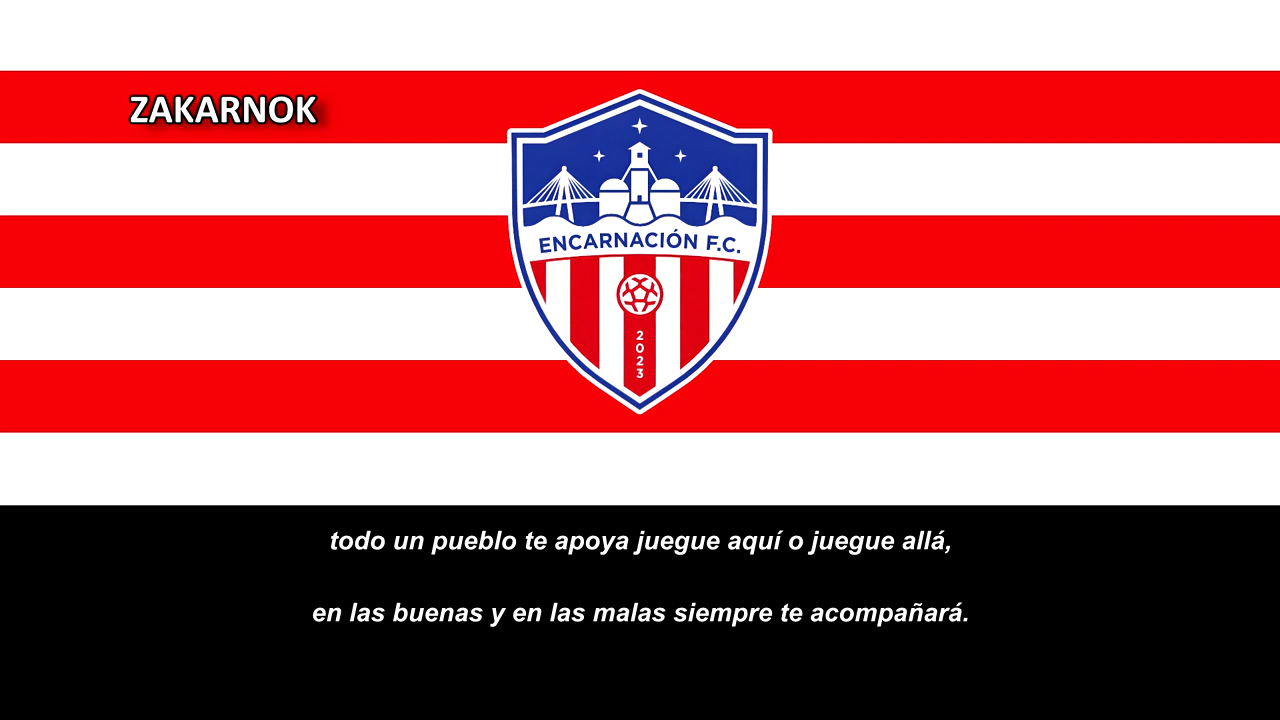 ZAKARNOK
ENCARNACIÓN F.C.
2023
todo un pueblo te apoya juegue aquí o juegue allá,
en las buenas y en las malas siempre te acompañará.